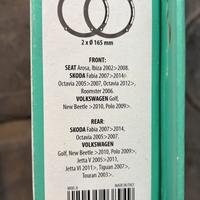 2 x Ø 165 mm
FRONT:
SEAT Arosa, Ibiza 2002>2008.
SKODA Fabia 2007>2014
Octavia 2005>2007, Octavia 2012>,
Roomster 2006.
VOLKSWAGEN Golf,
New Beetle >2010, Polo 2009>.
REAR:
SKODA Fabia 2007>2014,
Octavia 2005>2007.
VOLKSWAGEN
Golf, New Beetle >2010, Polo 2009>,
Jetta V 2005>2011,
Jetta VI 2011>, Tiguan 2007>,
Touran 2003>.
MADE IN ITALY